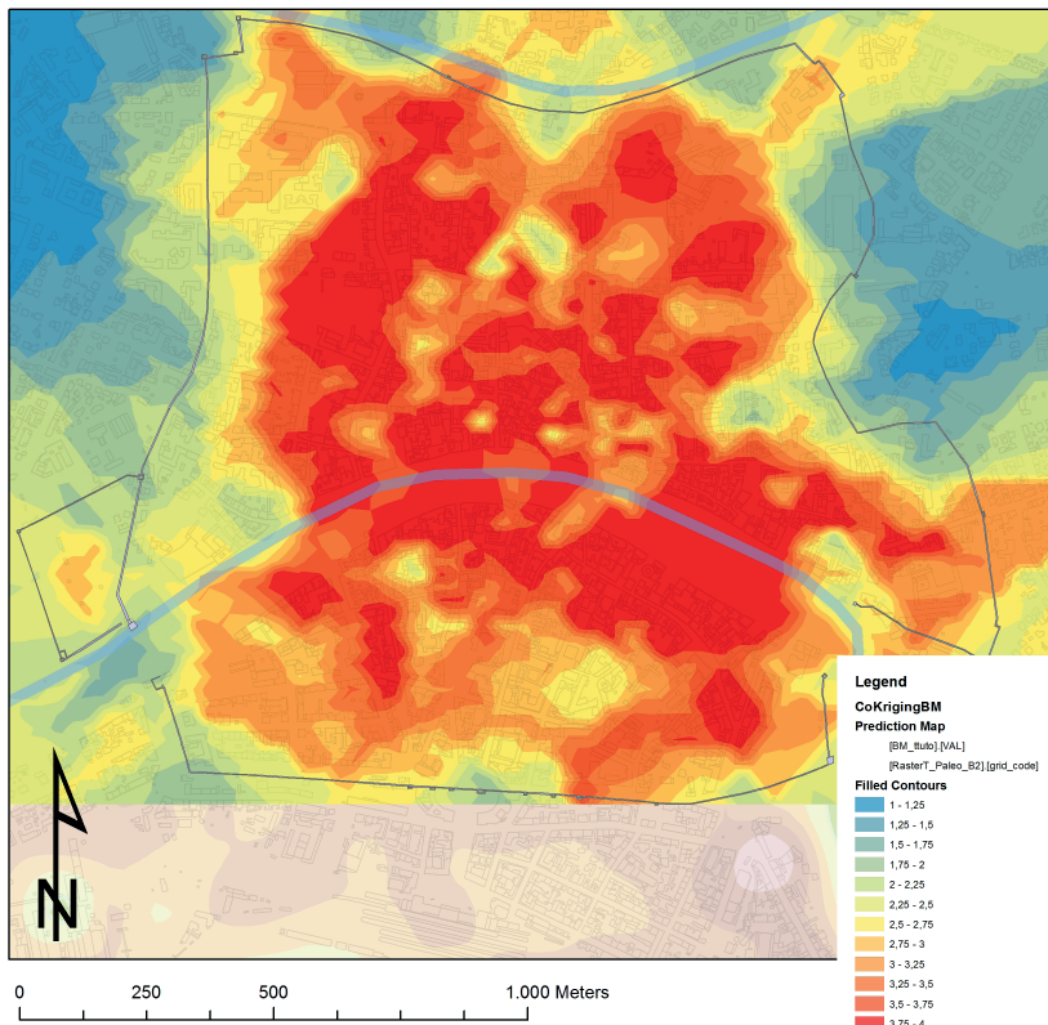 N
0 250 500 1.000 Meters
Legend
CoKrigingBM
Prediction Map
[BM_ttuto].[VAL]
[RasterT_Paleo_B2].[grid_code]
Filled Contours
1 - 1,25
1,25 - 1,5
1,5 - 1,75
1,75 - 2
2 - 2,25
2,25 - 2,5
2,5 - 2,75
2,75 - 3
3 - 3,25
3,25 - 3,5
3,5 - 3,75
3,75 - 4